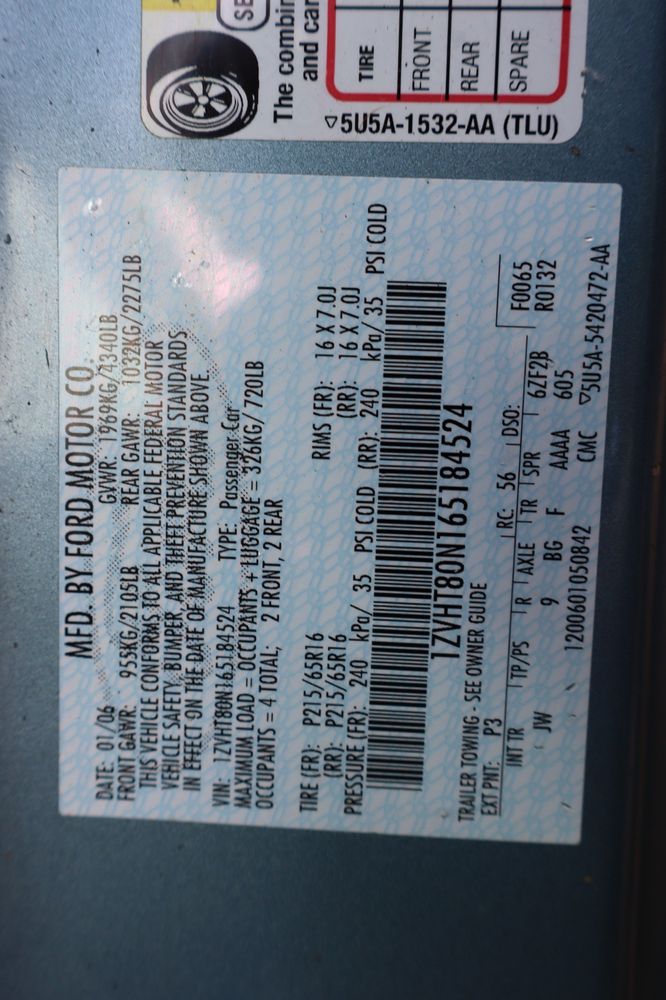 SE
The combin
and car
TIRE
FRONT
REAR
SPARE
▽5U5A-1532-AA (TLU)
MFD. BY FORD MOTOR CO.
DATE: 01/06 GVWR: 1969KG/4340LB
FRONT GAWR: 955KG/2105LB REAR GAWR: 1032KG/2275LB
THIS VEHICLE CONFORMS TO ALL APPLICABLE FEDERAL MOTOR
VEHICLE SAFETY, BUMPER, AND THEFT PREVENTION STANDARDS
IN EFFECT ON THE DATE OF MANUFACTURE SHOWN ABOVE
VIN: 1ZVHT80N165184524 TYPE: Passenger Car
MAXIMUM LOAD = OCCUPANTS + LUGGAGE = 326KG/ 720LB
OCCUPANTS = 4 TOTAL; 2 FRONT, 2 REAR
TIRE (FR): P215/65R16 RIMS (FR): 16 X 7.0J
(RR): P215/65R16 (RR): 16 X 7.0J
PRESSURE (FR): 240 kPa/ 35 PSI COLD (RR): 240 kPa/ 35 PSI COLD
1ZVHT80N165184524
TRAILER TOWING - SEE OWNER GUIDE
EXT PNT: P3 RC: 56 DSO: F0065
R0132
INT TR TP/PS R AXLE TR SPR 6ZF2B
JW 9 BG F AAAA 605
1200601050842 CMC ▽5U5A-5420472-AA